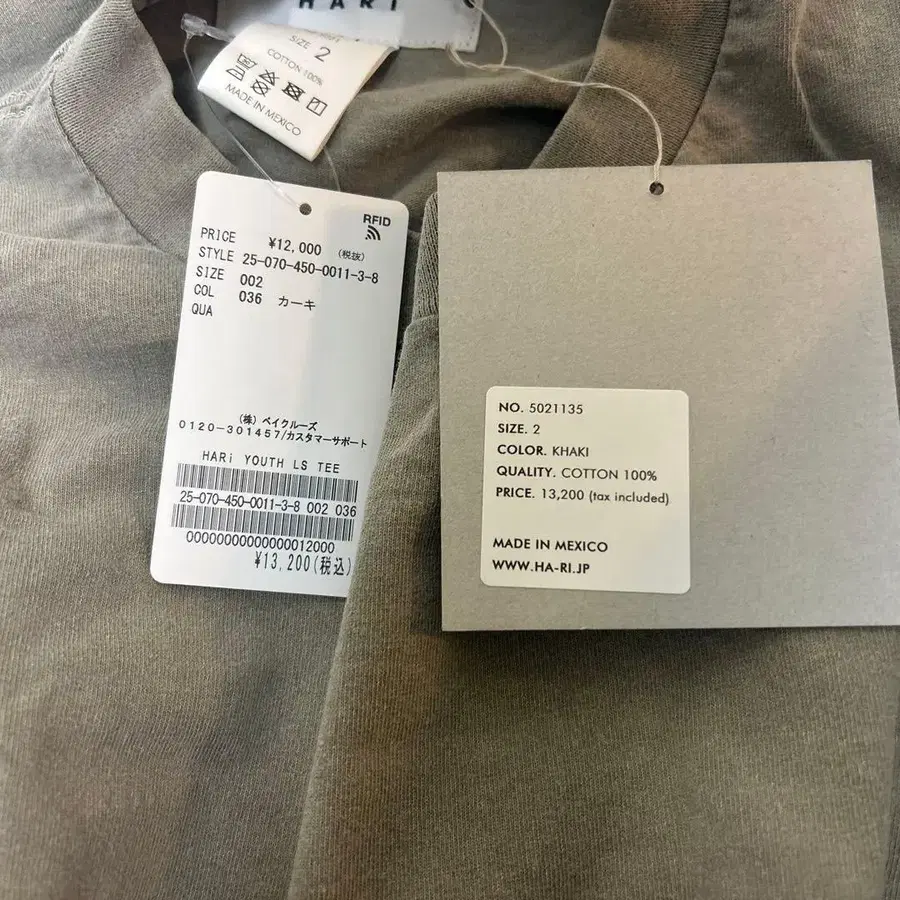 HARI
SIZE 2
COTTON 100%
MADE IN MEXICO
RFID
PRICE ¥12,000 (税抜)
STYLE 25-070-450-0011-3-8
SIZE 002
COL 036 カーキ
QUA
(株) ベイクルーズ
0120-301457/カスタマーサポート
HARi YOUTH LS TEE
25-070-450-0011-3-8 002 036
0000000000000012000
¥13,200(税込)
NO. 5021135
SIZE. 2
COLOR. KHAKI
QUALITY. COTTON 100%
PRICE. 13,200 (tax included)
MADE IN MEXICO
WWW.HA-RI.JP